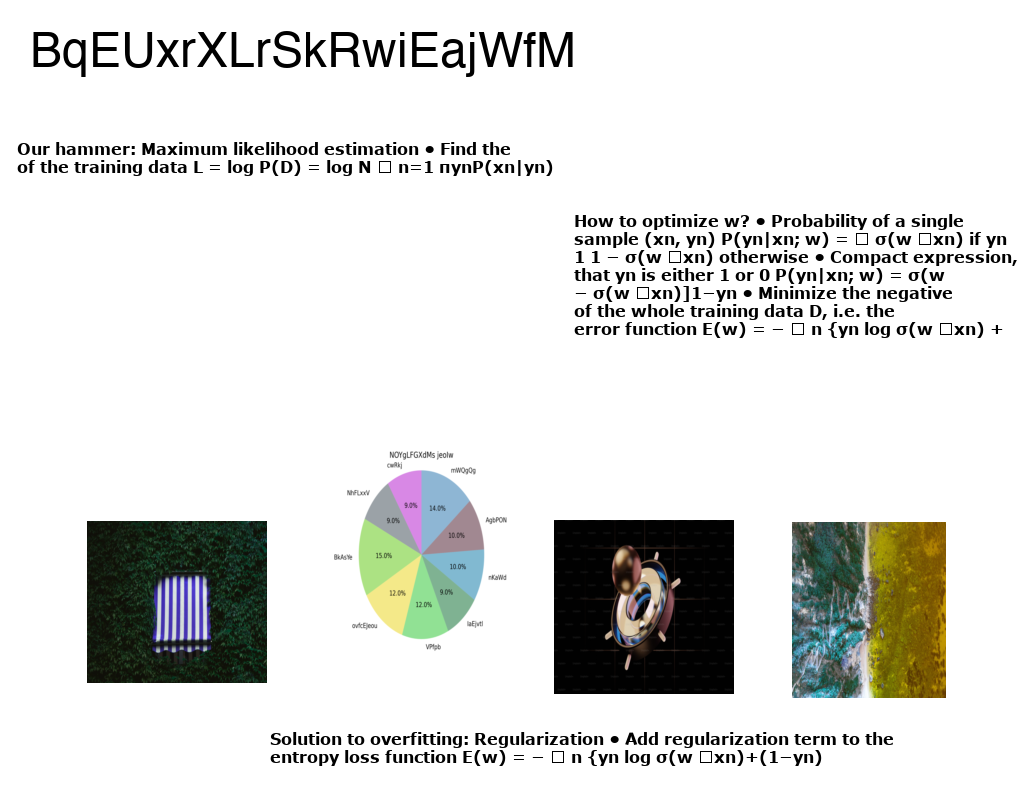 BqEUxrXLrSkRwiEajWfM
Our hammer: Maximum likelihood estimation • Find the
of the training data L = log P(D) = log N □ n=1 πynP(xn|yn)
How to optimize w? • Probability of a single
sample (xn, yn) P(yn|xn; w) = □ σ(w □xn) if yn
1 1 − σ(w □xn) otherwise • Compact expression,
that yn is either 1 or 0 P(yn|xn; w) = σ(w
− σ(w □xn)]1−yn • Minimize the negative
of the whole training data D, i.e. the
error function E(w) = − □ n {yn log σ(w □xn) +
NOYgLFGXdMs jeoIw
cwRkj
mWQgQg
NhFLxxV
9.0%
14.0%
9.0%
AgbPON
10.0%
BkAsYe
15.0%
10.0%
nKaWd
12.0%
9.0%
12.0%
ovfcEJeou
IaEjvtl
VPfpb
Solution to overfitting: Regularization • Add regularization term to the
entropy loss function E(w) = − □ n {yn log σ(w □xn)+(1−yn)